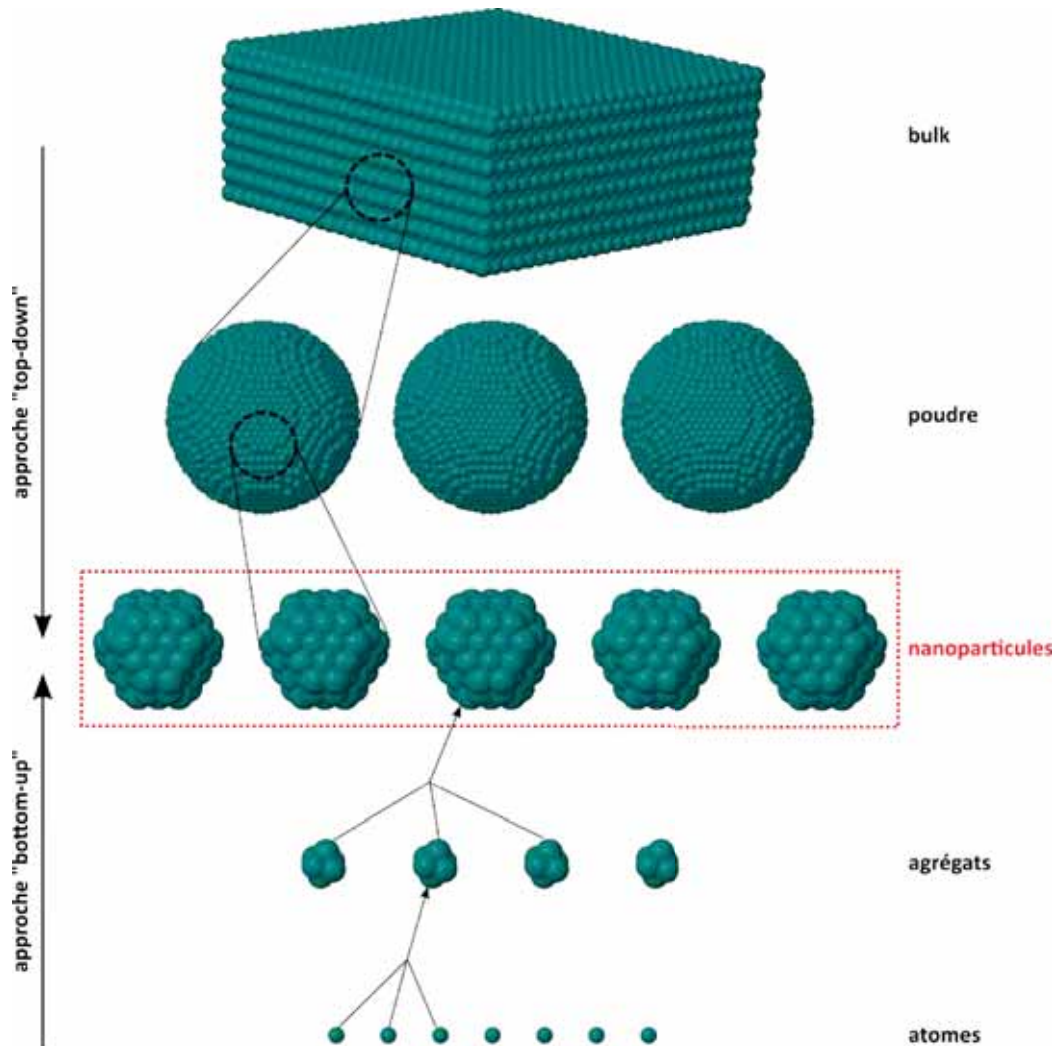 bulk
approche "top-down"
poudre
nanoparticules
approche "bottom-up"
agrégats
atomes